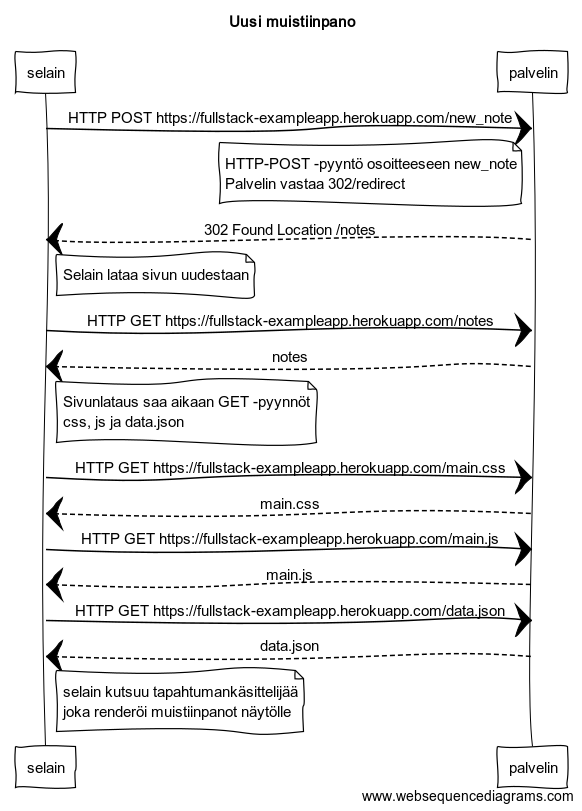 Uusi muistiinpano
selain
palvelin
HTTP POST https://fullstack-exampleapp.herokuapp.com/new_note
HTTP-POST -pyyntö osoitteeseen new_note
Palvelin vastaa 302/redirect
302 Found Location /notes
Selain lataa sivun uudestaan
HTTP GET https://fullstack-exampleapp.herokuapp.com/notes
notes
Sivunlataus saa aikaan GET -pyynnöt
css, js ja data.json
HTTP GET https://fullstack-exampleapp.herokuapp.com/main.css
main.css
HTTP GET https://fullstack-exampleapp.herokuapp.com/main.js
main.js
HTTP GET https://fullstack-exampleapp.herokuapp.com/data.json
data.json
selain kutsuu tapahtumankäsittelijää
joka renderöi muistiinpanot näytölle
selain
palvelin
www.websequencediagrams.com